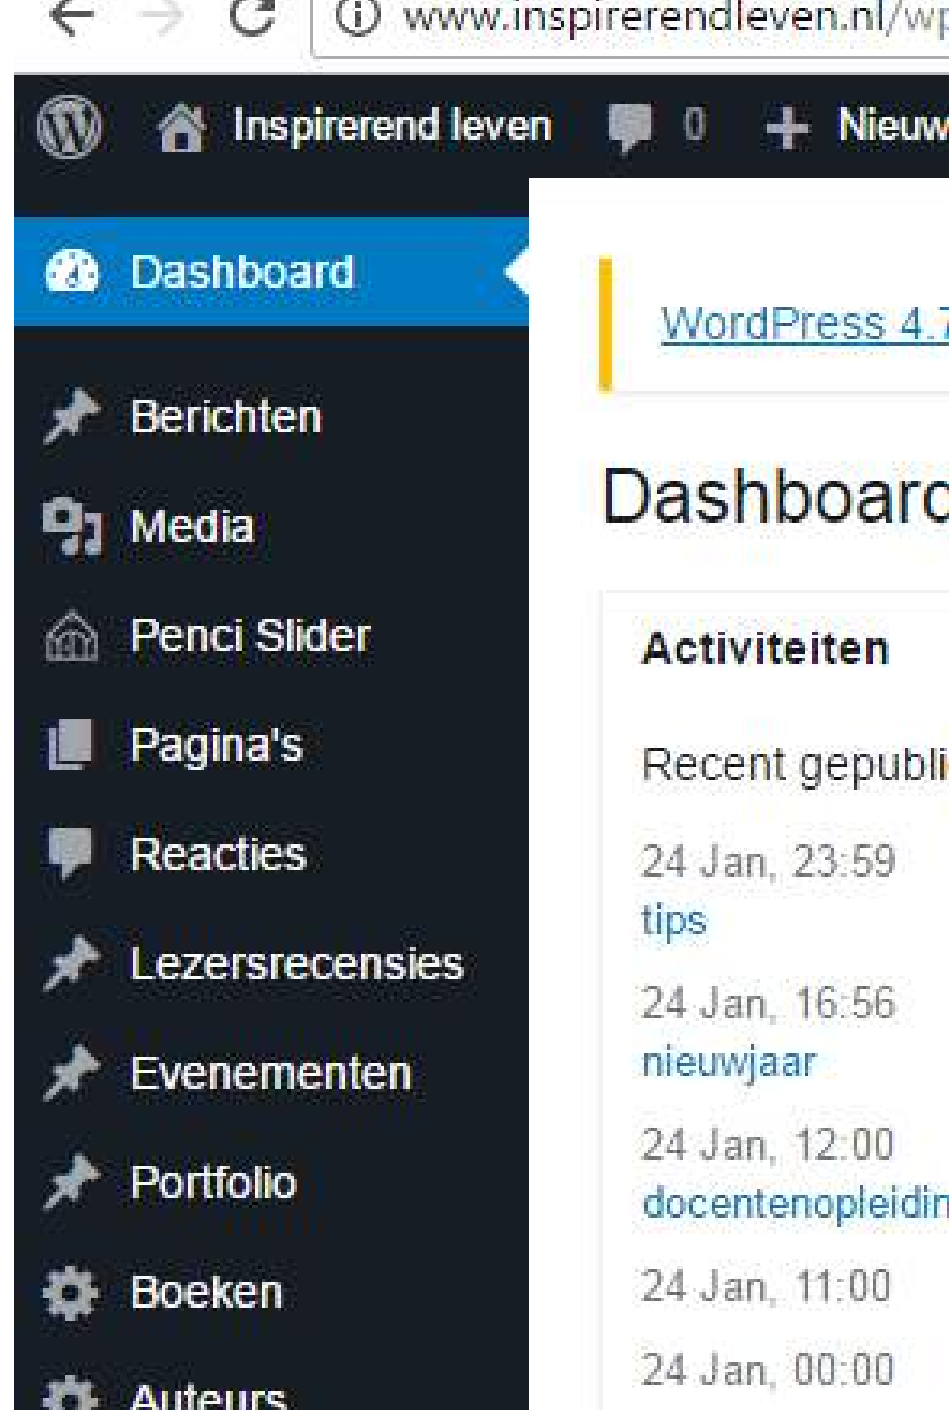 www.inspirerendleven.nl/wp
Inspirerend leven 0 + Nieuw
Dashboard
Berichten
Media
Penci Slider
Pagina's
Reacties
Lezersrecensies
Evenementen
Portfolio
Boeken
Auteurs
WordPress 4.7
Dashboard
Activiteiten
Recent gepubli
24 Jan, 23:59
tips
24 Jan, 16:56
nieuwjaar
24 Jan, 12:00
docentenopleidin
24 Jan, 11:00
24 Jan, 00:00